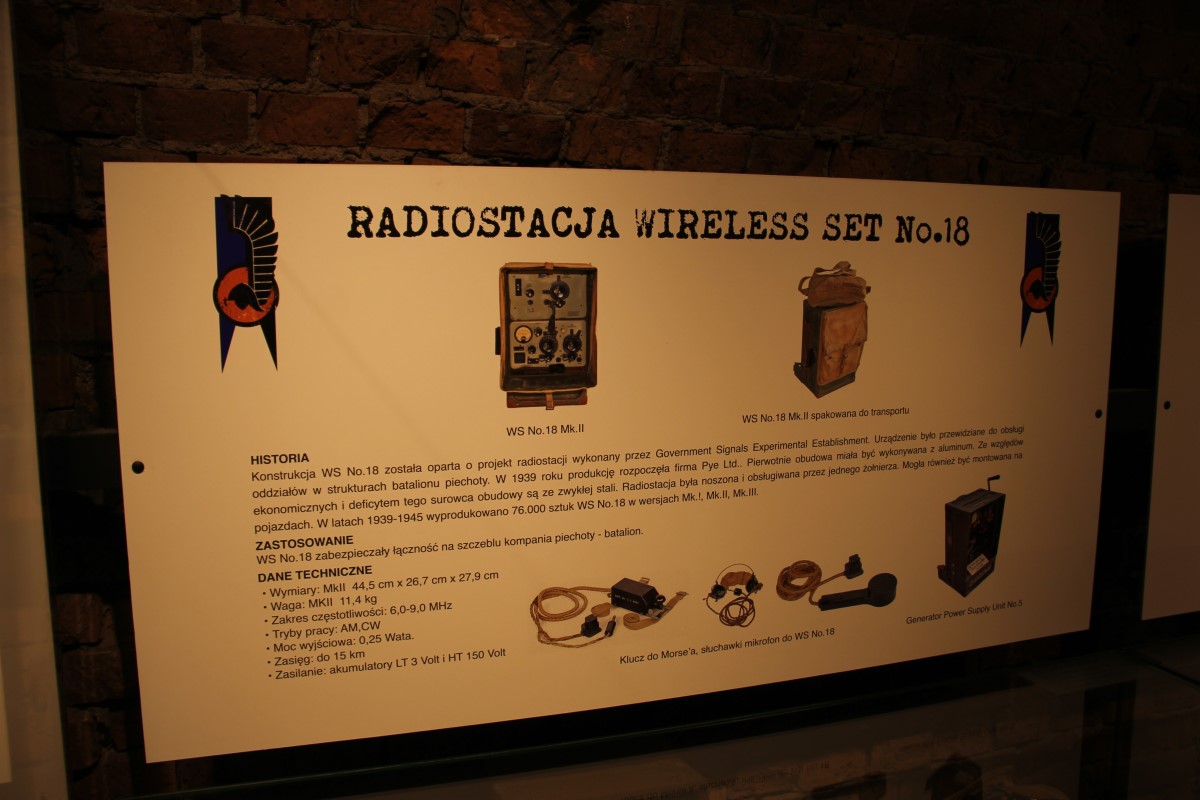 RADIOSTACJA WIRELESS SET No.18
WS No.18 Mk.II
WS No.18 Mk.II spakowana do transportu
HISTORIA
Konstrukcja WS No.18 została oparta o projekt radiostacji wykonany przez Government Signals Experimental Establishment. Urządzenie było przewidziane do obsługi
oddziałów w strukturach batalionu piechoty. W 1939 roku produkcję rozpoczęła firma Pye Ltd.. Pierwotnie obudowa miała być wykonywana z aluminum. Ze względów
ekonomicznych i deficytem tego surowca obudowy są ze zwykłej stali. Radiostacja była noszona i obsługiwana przez jednego żołnierza. Mogła również być montowana na
pojazdach. W latach 1939-1945 wyprodukowano 76.000 sztuk WS No.18 w wersjach Mk.!, Mk.II, Mk.III.
ZASTOSOWANIE
WS No.18 zabezpieczały łączność na szczeblu kompania piechoty - batalion.
DANE TECHNICZNE
• Wymiary: MkII 44,5 cm x 26,7 cm x 27,9 cm
• Waga: MKII 11,4 kg
• Zakres częstotliwości: 6,0-9,0 MHz
• Tryby pracy: AM,CW
• Moc wyjściowa: 0,25 Wata.
• Zasięg: do 15 km
• Zasilanie: akumulatory LT 3 Volt i HT 150 Volt
Klucz do Morse'a, słuchawki mikrofon do WS No.18
Generator Power Supply Unit No.5